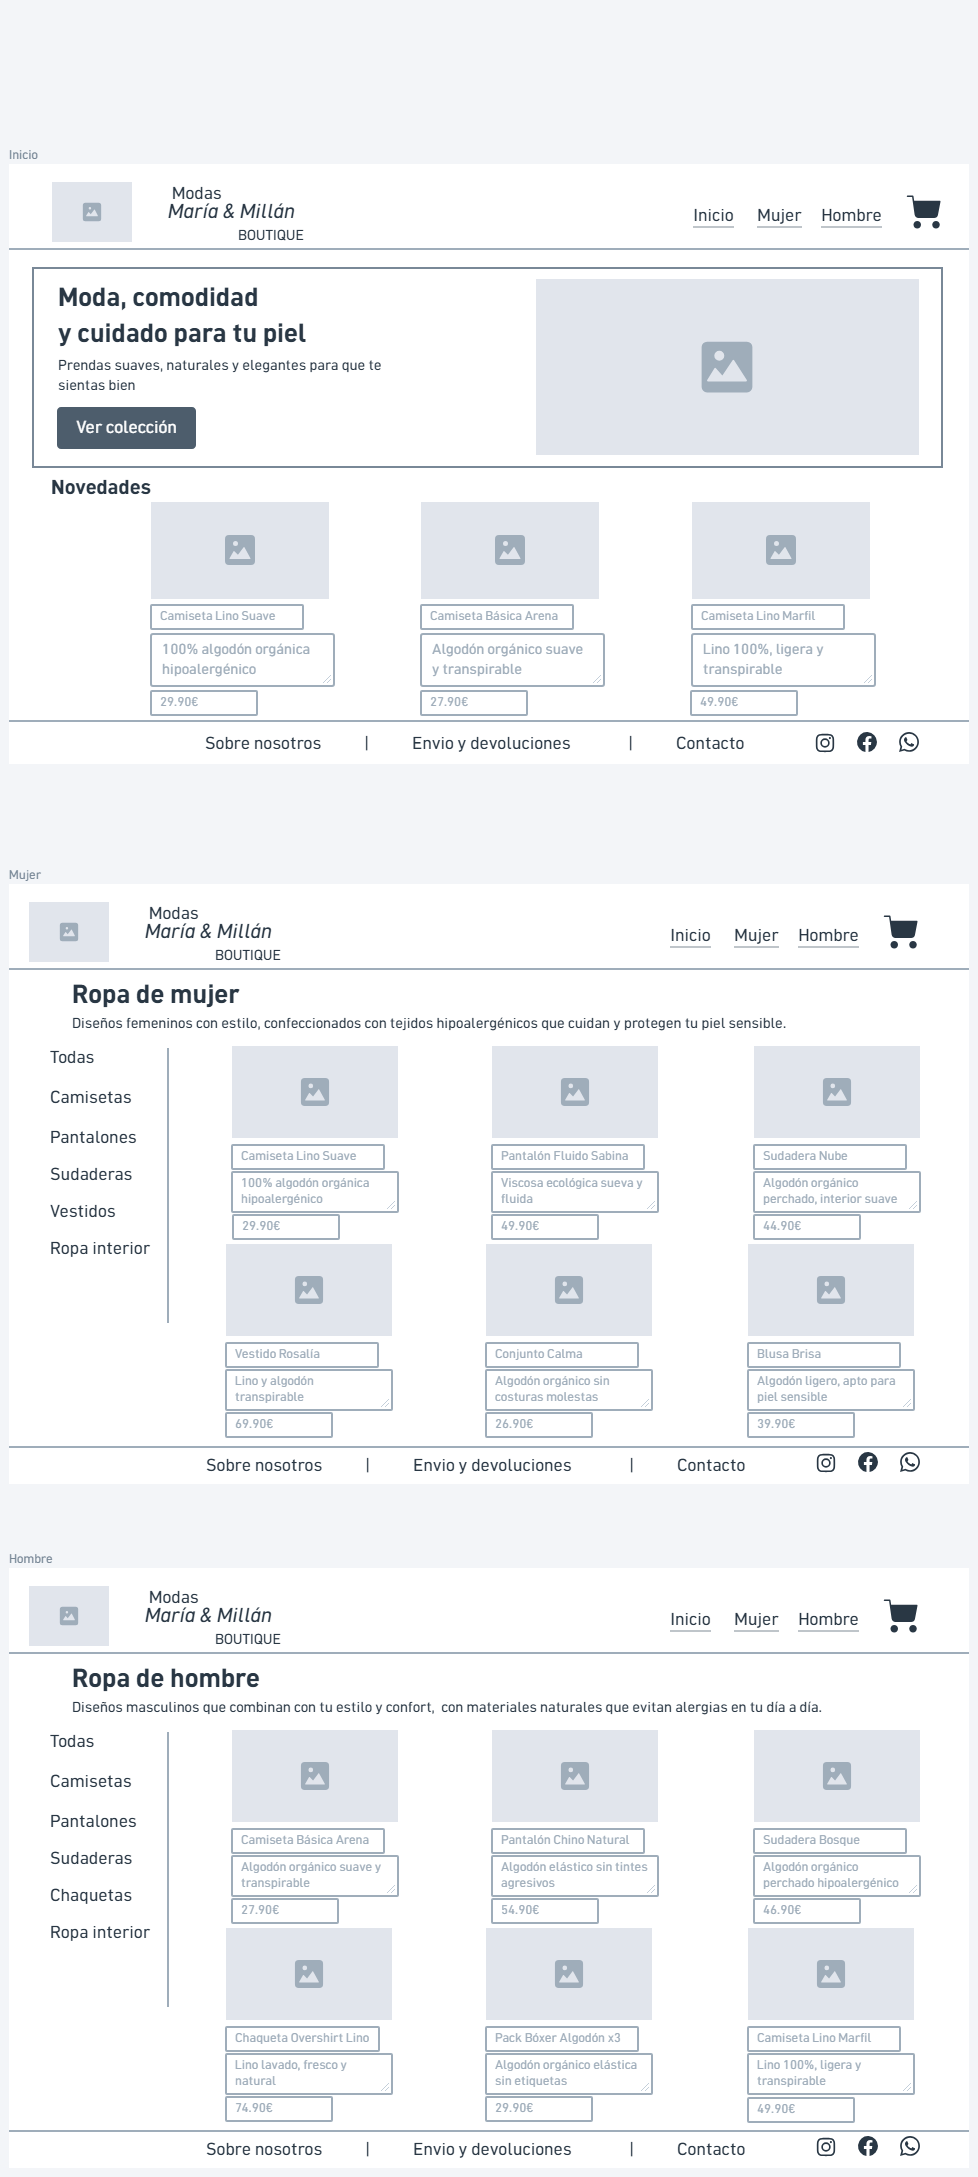 Inicio
Modas
María & Millán
BOUTIQUE
Inicio Mujer Hombre
Moda, comodidad
y cuidado para tu piel
Prendas suaves, naturales y elegantes para que te
sientas bien
Ver colección
Novedades
Camiseta Lino Suave
100% algodón orgánica
hipoalergénico
29.90€
Camiseta Básica Arena
Algodón orgánico suave
y transpirable
27.90€
Camiseta Lino Marfil
Lino 100%, ligera y
transpirable
49.90€
Sobre nosotros | Envio y devoluciones | Contacto
Mujer
Modas
María & Millán
BOUTIQUE
Inicio Mujer Hombre
Ropa de mujer
Diseños femeninos con estilo, confeccionados con tejidos hipoalergénicos que cuidan y protegen tu piel sensible.
Todas
Camisetas
Pantalones
Sudaderas
Vestidos
Ropa interior
Camiseta Lino Suave
100% algodón orgánica
hipoalergénico
29.90€
Pantalón Fluido Sabina
Viscosa ecológica sueva y
fluida
49.90€
Sudadera Nube
Algodón orgánico
perchado, interior suave
44.90€
Vestido Rosalía
Lino y algodón
transpirable
69.90€
Conjunto Calma
Algodón orgánico sin
costuras molestas
26.90€
Blusa Brisa
Algodón ligero, apto para
piel sensible
39.90€
Sobre nosotros | Envio y devoluciones | Contacto
Hombre
Modas
María & Millán
BOUTIQUE
Inicio Mujer Hombre
Ropa de hombre
Diseños masculinos que combinan con tu estilo y confort,  con materiales naturales que evitan alergias en tu día a día.
Todas
Camisetas
Pantalones
Sudaderas
Chaquetas
Ropa interior
Camiseta Básica Arena
Algodón orgánico suave y
transpirable
27.90€
Pantalón Chino Natural
Algodón elástico sin tintes
agresivos
54.90€
Sudadera Bosque
Algodón orgánico
perchado hipoalergénico
46.90€
Chaqueta Overshirt Lino
Lino lavado, fresco y
natural
74.90€
Pack Bóxer Algodón x3
Algodón orgánico elástica
sin etiquetas
29.90€
Camiseta Lino Marfil
Lino 100%, ligera y
transpirable
49.90€
Sobre nosotros | Envio y devoluciones | Contacto